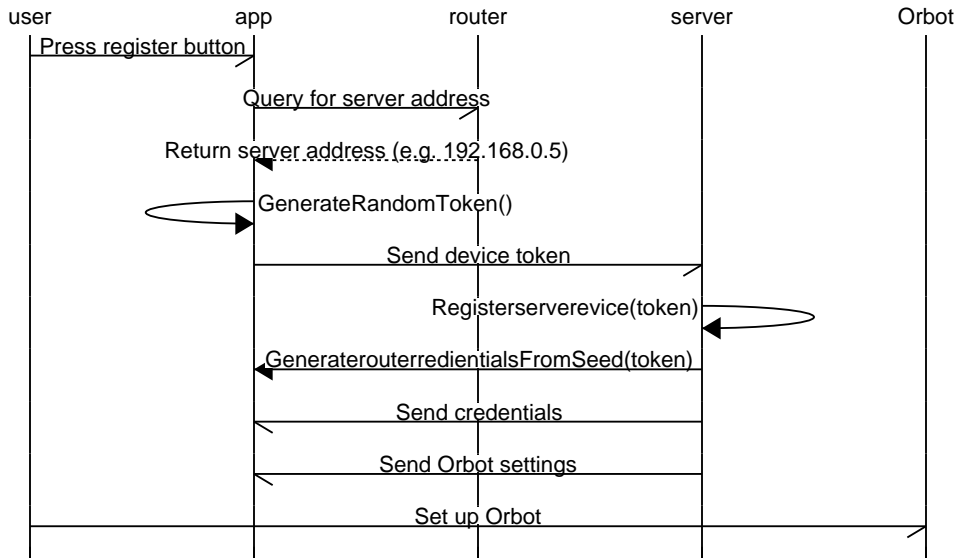 user app router server Orbot
Press register button
Query for server address
Return server address (e.g. 192.168.0.5)
GenerateRandomToken()
Send device token
Registerserverevice(token)
GeneraterouterredientialsFromSeed(token)
Send credentials
Send Orbot settings
Set up Orbot